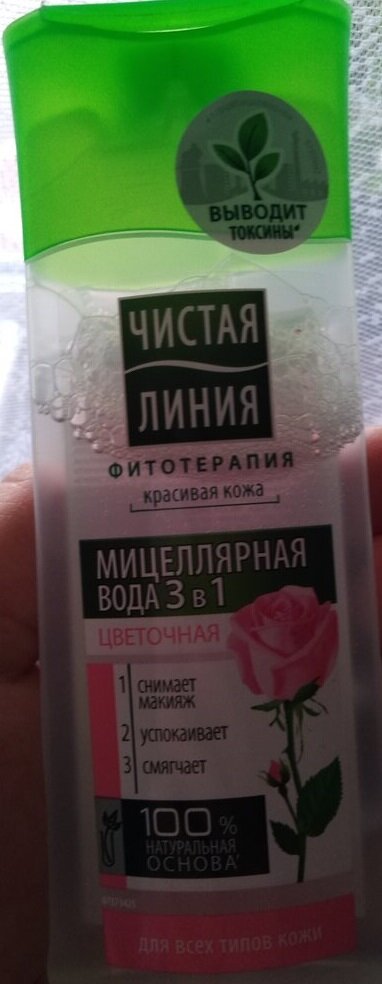 ВЫВОДИТ
ТОКСИНЫ*
ЧИСТАЯ
ЛИНИЯ
ФИТОТЕРАПИЯ
красивая кожа
МИЦЕЛЛЯРНАЯ
ВОДА 3 в 1
ЦВЕТОЧНАЯ
1 снимает
макияж
2 успокаивает
3 смягчает
100%
НАТУРАЛЬНАЯ
ОСНОВА*
для всех типов кожи